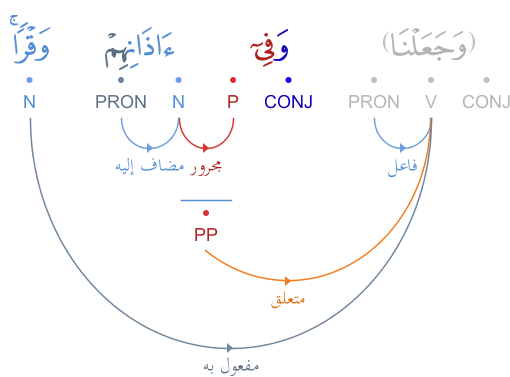 (وَجَعَلْنَا) وَفِىٓ ءَاذَانِهِمْ وَقْرًاۚ
CONJ V PRON CONJ P N PRON N
فاعل مجرور مضاف إليه
PP
متعلق
مفعول به